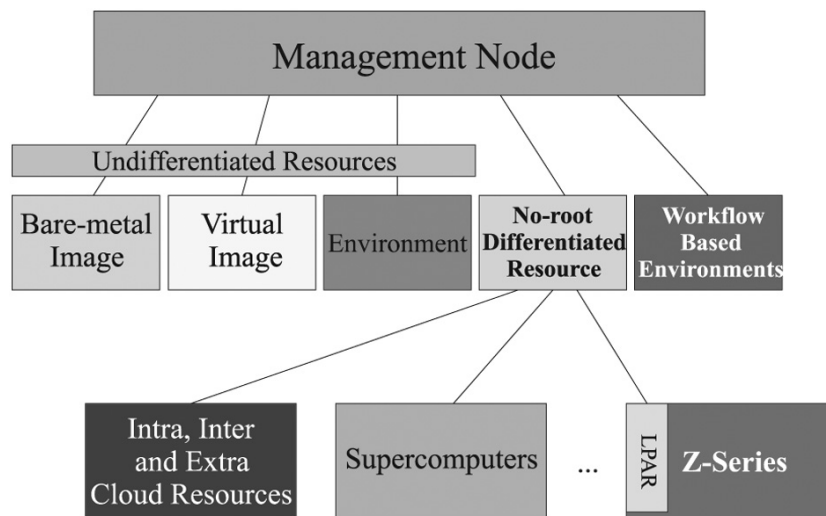 Management Node
Undifferentiated Resources
Bare-metal
Image
Virtual
Image
Environment
No-root
Differentiated
Resource
Workflow
Based
Environments
Intra, Inter
and Extra
Cloud Resources
Supercomputers
...
LPAR
Z-Series